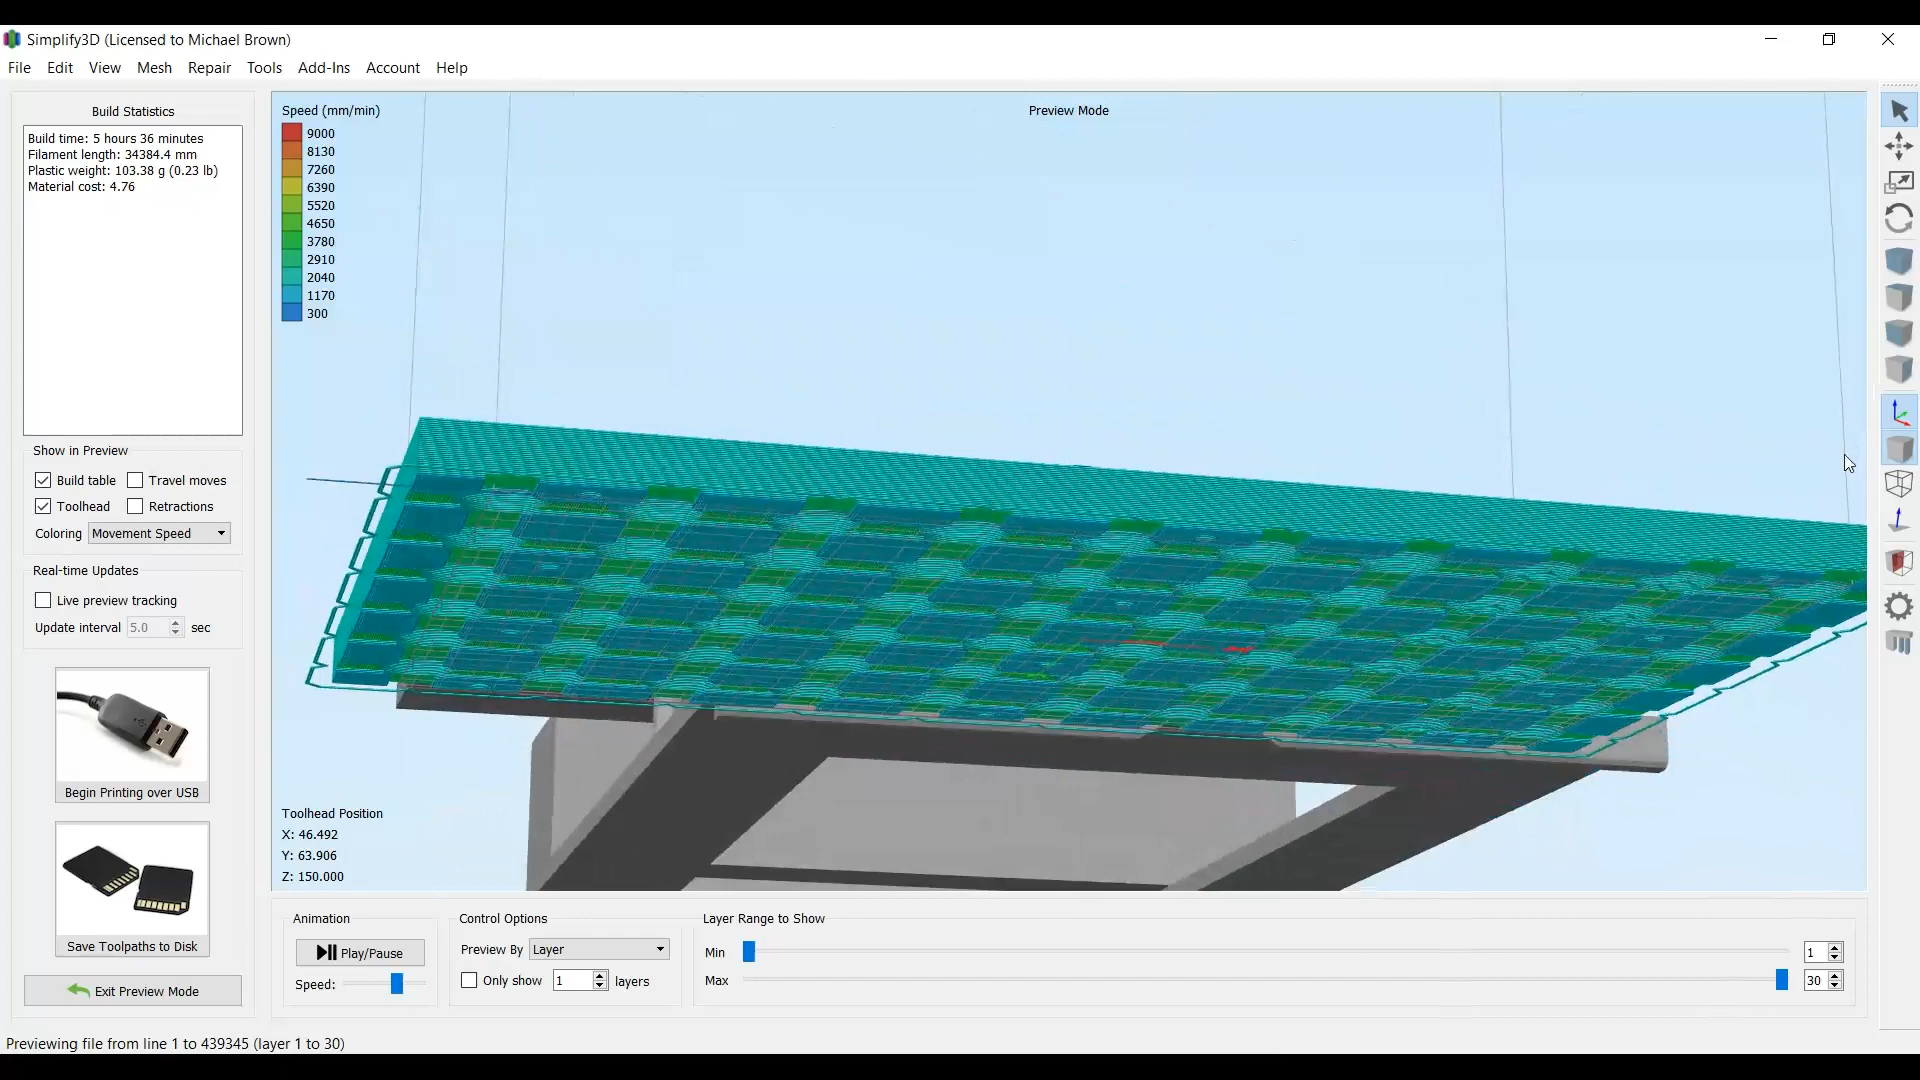 Simplify3D (Licensed to Michael Brown)
File Edit View Mesh Repair Tools Add-Ins Account Help
Build Statistics
Build time: 5 hours 36 minutes
Filament length: 34384.4 mm
Plastic weight: 103.38 g (0.23 lb)
Material cost: 4.76
Show in Preview
Build table Travel moves
Toolhead Retractions
Coloring Movement Speed
Real-time Updates
Live preview tracking
Update interval 5.0 sec
Begin Printing over USB
Save Toolpaths to Disk
Exit Preview Mode
Speed (mm/min)
9000
8130
7260
6390
5520
4650
3780
2910
2040
1170
300
Preview Mode
Toolhead Position
X: 46.492
Y: 63.906
Z: 150.000
Animation
Play/Pause
Speed:
Control Options
Preview By Layer
Only show 1 layers
Layer Range to Show
Min 1
Max 30
Previewing file from line 1 to 439345 (layer 1 to 30)